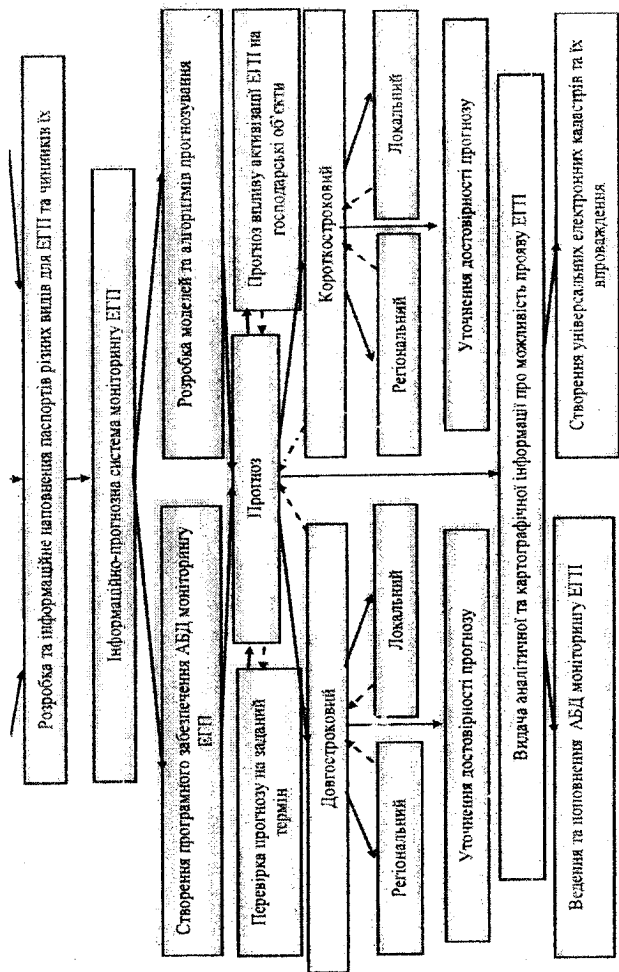 Розробка та інформаційне наповнення паспортів різних видів для ЕГП та чинників їх
Інформаційно-прогнозна система моніторингу ЕГП
Створення програмного забезпечення АБД моніторингу
ЕГП
Розробка моделей та алгоритмів прогнозування
Перевірка прогнозу на заданий
термін
Прогноз
Прогноз впливу активізації ЕГП на
господарські об’єкти
Довгостроковий
Короткостроковий
Регіональний
Локальний
Регіональний
Локальний
Уточнення достовірності прогнозу
Уточнення достовірності прогнозу
Видача аналітичної та картографічної інформації про можливість прояву ЕГП
Ведення та поповнення АБД моніторингу ЕГП
Створення універсальних електронних кадастрів та їх
впровадження